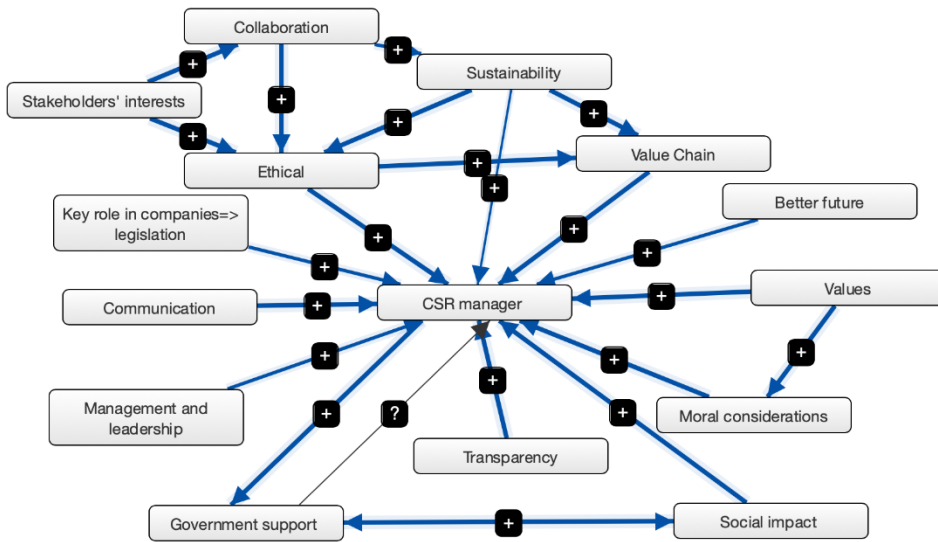 Collaboration
+
Sustainability
+
Stakeholders' interests
+
+
+
+
Ethical
+
Value Chain
+
+
Key role in companies=>
legislation
Better future
+
+
+
+
Communication
+
CSR manager
+
Values
+
+
+
Management and
leadership
+
+
?
+
Moral considerations
Transparency
Government support
+
Social impact